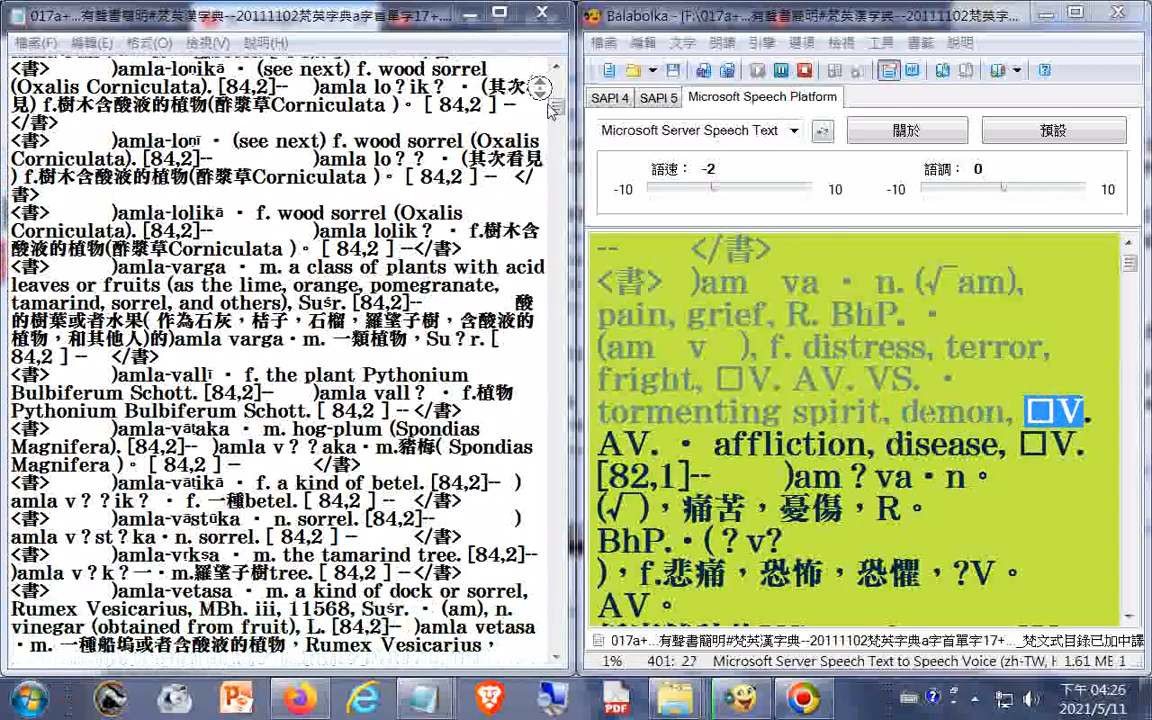 017a+...有聲書簡明#梵英漢字典--20111102梵英字典a字首單字17+...
檔案(F) 編輯(E) 格式(O) 檢視(V) 說明(H)
<書> )amla-loṇikā ‧ (see next) f. wood sorrel
(Oxalis Corniculata). [84,2]-- )amla lo?ik? ‧ (其次看
見) f.樹木含酸液的植物(酢漿草Corniculata )。[ 84,2 ] –
</書>
<書> )amla-loṇī ‧ (see next) f. wood sorrel (Oxalis
Corniculata). [84,2]-- )amla lo?? ‧ (其次看見
) f.樹木含酸液的植物(酢漿草Corniculata )。[ 84,2 ] – </
書>
<書> )amla-lolikā ‧ f. wood sorrel (Oxalis
Corniculata). [84,2]-- )amla lolik? ‧ f.樹木含
酸液的植物(酢漿草Corniculata )。[ 84,2 ] –</書>
<書> )amla-varga ‧ m. a class of plants with acid
leaves or fruits (as the lime, orange, pomegranate,
tamarind, sorrel, and others), Suśr. [84,2]-- 酸
的樹葉或者水果( 作為石灰，桔子，石榴，羅望子樹，含酸液的
植物，和其他人)的)amla varga‧m. 一類植物，Su?r. [
84,2 ] – </書>
<書> )amla-vallī ‧ f. the plant Pythonium
Bulbiferum Schott. [84,2]-- )amla vall? ‧ f.植物
Pythonium Bulbiferum Schott. [ 84,2 ] –</書>
<書> )amla-vāṭaka ‧ m. hog-plum (Spondias
Magnifera). [84,2]-- )amla v??aka‧m.豬梅( Spondias
Magnifera )。[ 84,2 ] – </書>
<書> )amla-vāṭikā ‧ f. a kind of betel. [84,2]-- )
amla v??ik? ‧ f. 一種betel. [ 84,2 ] – </書>
<書> )amla-vāstūka ‧ n. sorrel. [84,2]-- )
amla v?st?ka‧n. sorrel. [ 84,2 ] – </書>
<書> )amla-vṛkṣa ‧ m. the tamarind tree. [84,2]--
)amla v?k?一‧m.羅望子樹tree. [ 84,2 ] –</書>
<書> )amla-vetasa ‧ m. a kind of dock or sorrel,
Rumex Vesicarius, MBh. iii, 11568, Suśr. ‧ (am), n.
vinegar (obtained from fruit), L. [84,2]-- )amla vetasa
‧m. 一種船塢或者含酸液的植物，Rumex Vesicarius，
Balabolka - [F:\017a+...有聲書簡明#梵英漢字典--20111102梵英字...
檔案 編輯 文字 朗讀 引擎 選項 檢視 工具 書籤 說明
SAPI 4 SAPI 5 Microsoft Speech Platform
Microsoft Server Speech Text 關於 預設
語速： -2 語調： 0
-10 10 -10 10
-- </書>
<書> )am va ‧ n. (√ am),
pain, grief, R. BhP. ‧
(am v ), f. distress, terror,
fright, □V. AV. VS. ‧
tormenting spirit, demon, □V.
AV. ‧ affliction, disease, □V.
[82,1]-- )am?va‧n。
(√)，痛苦，憂傷，R。
BhP.‧(?v?
)，f.悲痛，恐怖，恐懼，?V。
AV。
017a+...有聲書簡明#梵英漢字典--20111102梵英字典a字首單字17+..._梵文式目錄已加中譯
1% 401: 27 Microsoft Server Speech Text to Speech Voice (zh-TW, H 1.61 MB 1
下午 04:26
2021/5/11